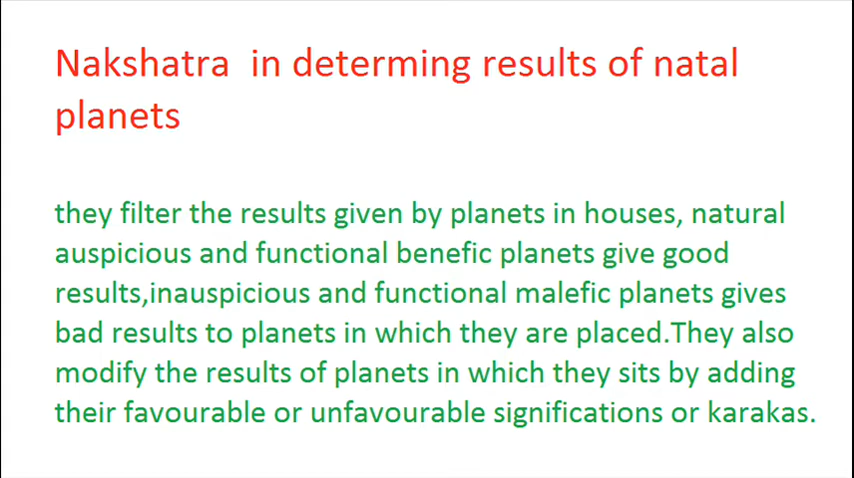 Nakshatra  in determing results of natal
planets
they filter the results given by planets in houses, natural
auspicious and functional benefic planets give good
results,inauspicious and functional malefic planets gives
bad results to planets in which they are placed.They also
modify the results of planets in which they sits by adding
their favourable or unfavourable significations or karakas.